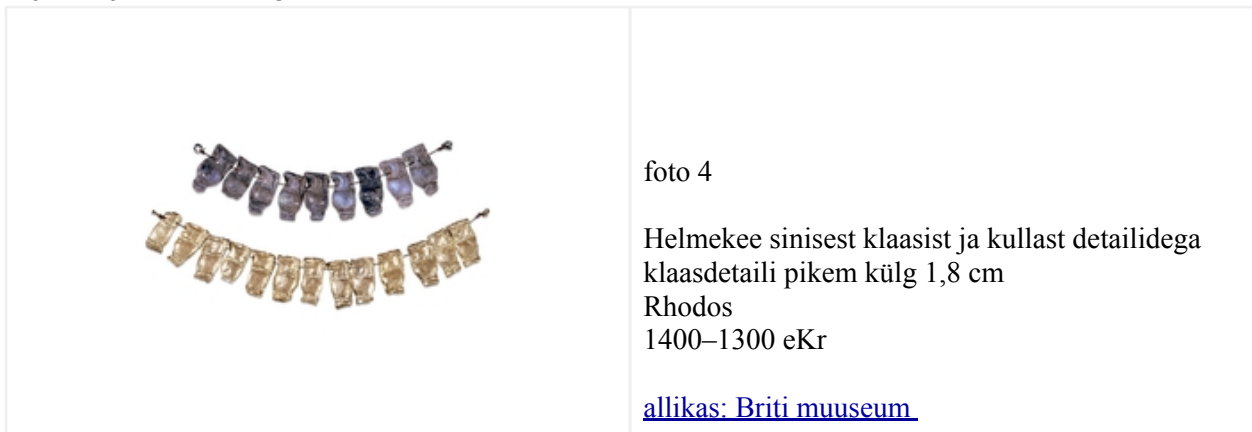 foto 4
Helmekee sinisest klaasist ja kullast detailidega
klaasdetaili pikem külg 1,8 cm
Rhodos
1400–1300 eKr
allikas: Briti muuseum